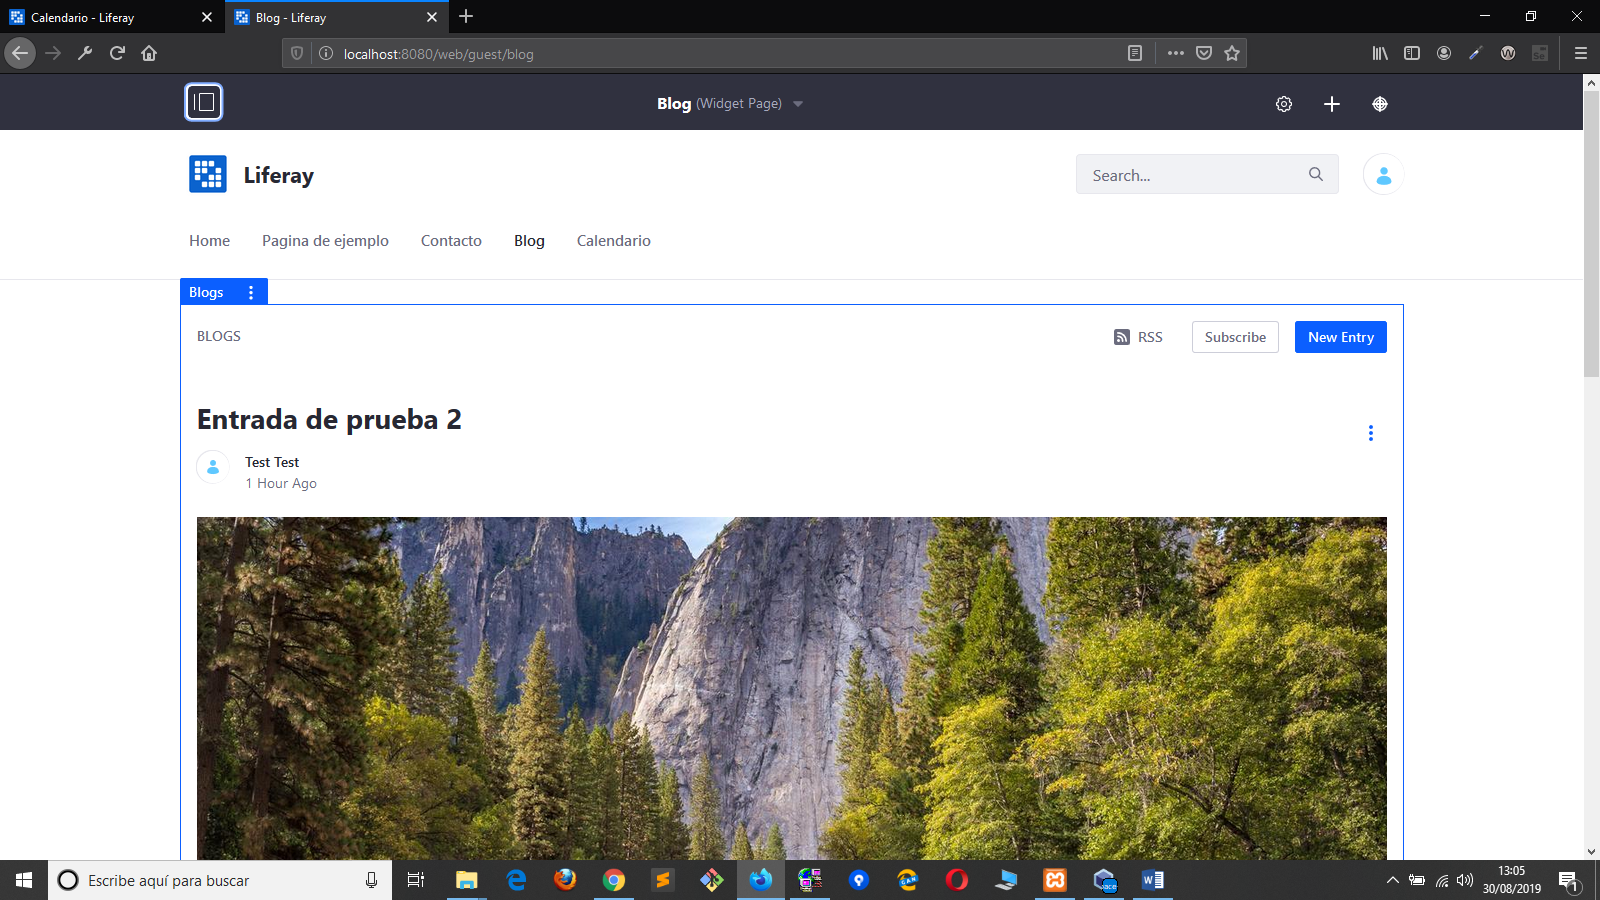 Calendario - Liferay
Blog - Liferay
localhost:8080/web/guest/blog
Blog (Widget Page)
Liferay
Search...
Home Pagina de ejemplo Contacto Blog Calendario
Blogs
BLOGS
RSS
Subscribe
New Entry
Entrada de prueba 2
Test Test
1 Hour Ago
Escribe aquí para buscar
13:05
30/08/2019
1